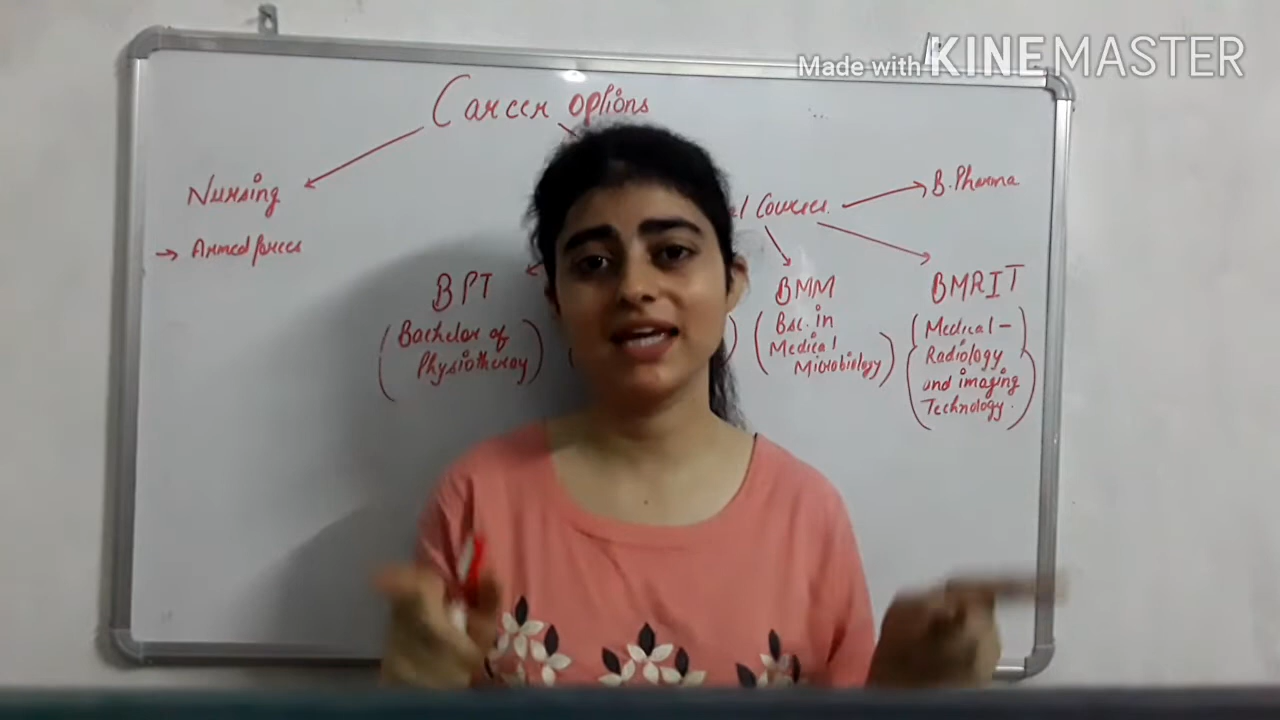 Made with KINEMASTER
Career options
Nursing
→ Armed forces
Courses
B.Pharma
BPT
(Bachelor of
Physiotheroy)
BMM
(Bsc. in
Medical
Microbiology)
BMRIT
(Medical -
Radiology
and imaging
Technology.)